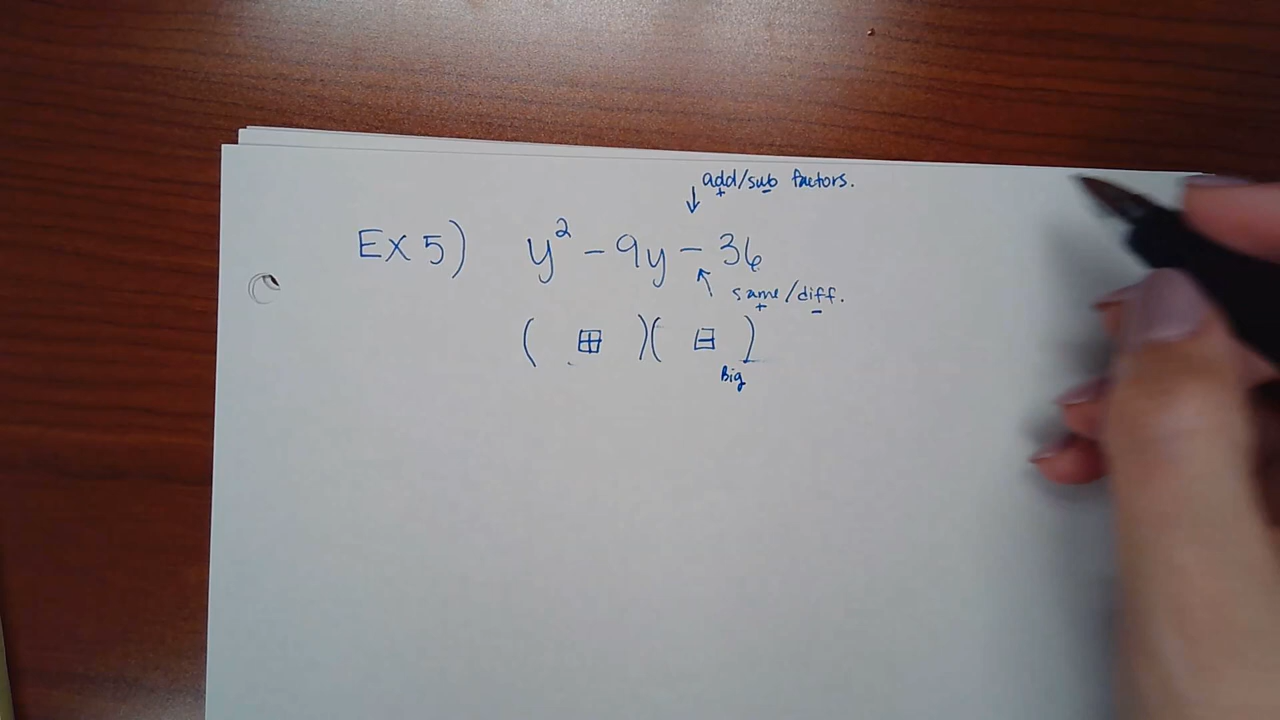 add/sub factors.
+ -
Ex 5) y² - 9y - 36
same/diff.
+ -
( + )( - )
Big